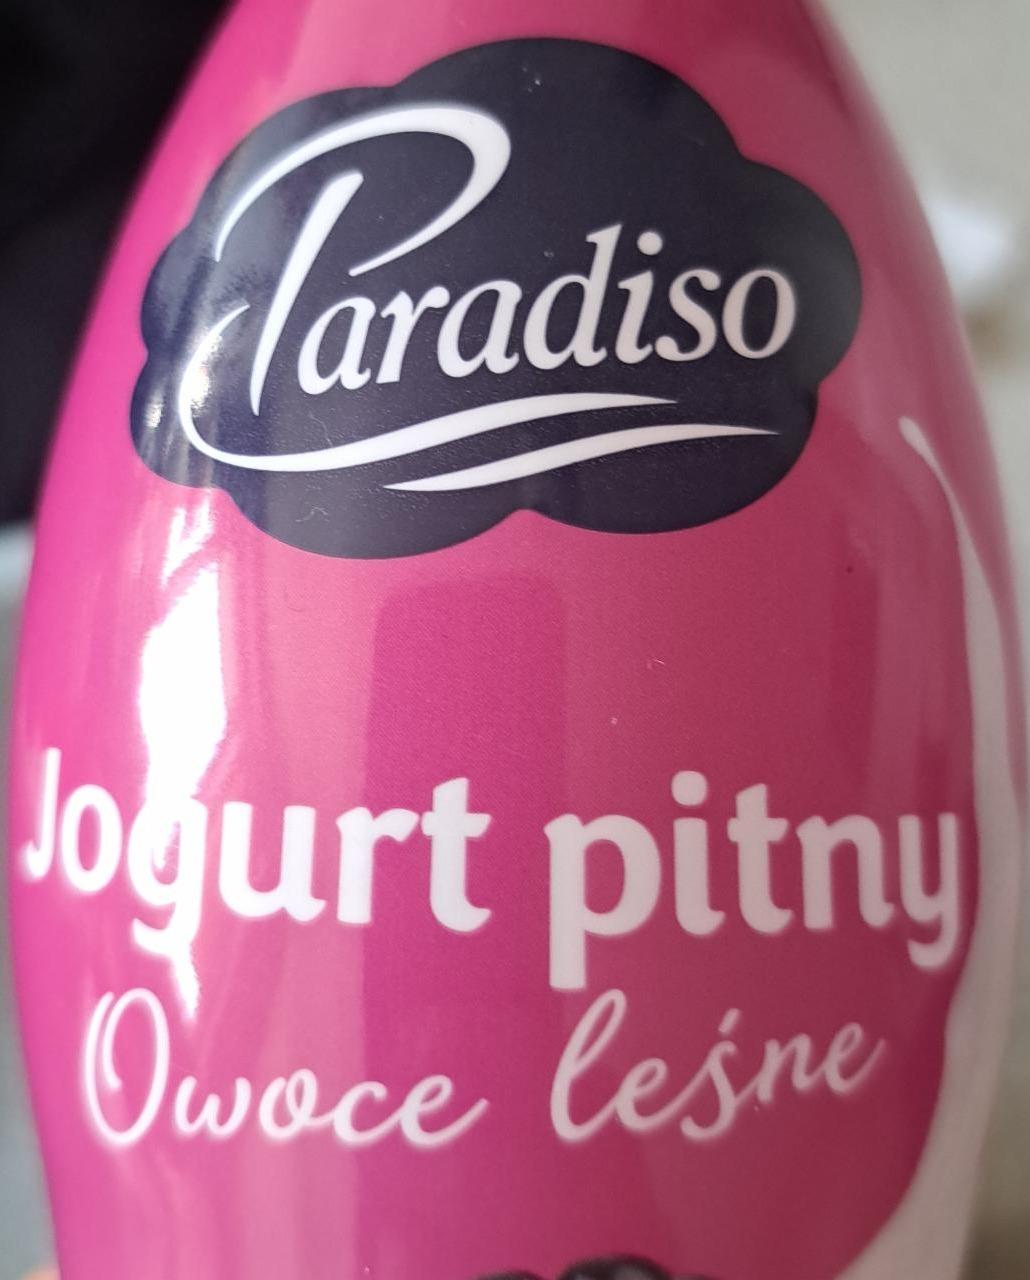 Paradiso
Jogurt pitny
Owoce leśne